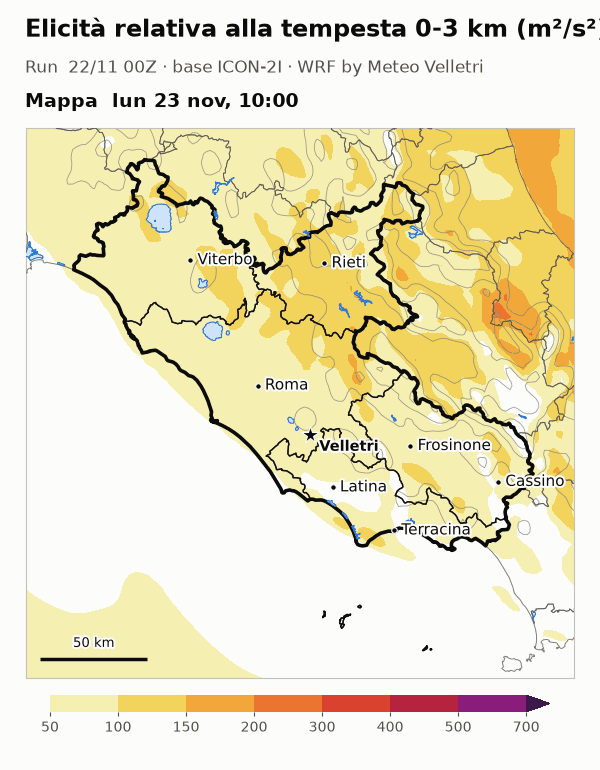 Elicità relativa alla tempesta 0-3 km (m²/s²)
Run 22/11 00Z · base ICON-2I · WRF by Meteo Velletri
Mappa lun 23 nov, 10:00
Viterbo
Rieti
Roma
Velletri
Frosinone
Latina
Cassino
Terracina
50 km
50 100 150 200 300 400 500 700